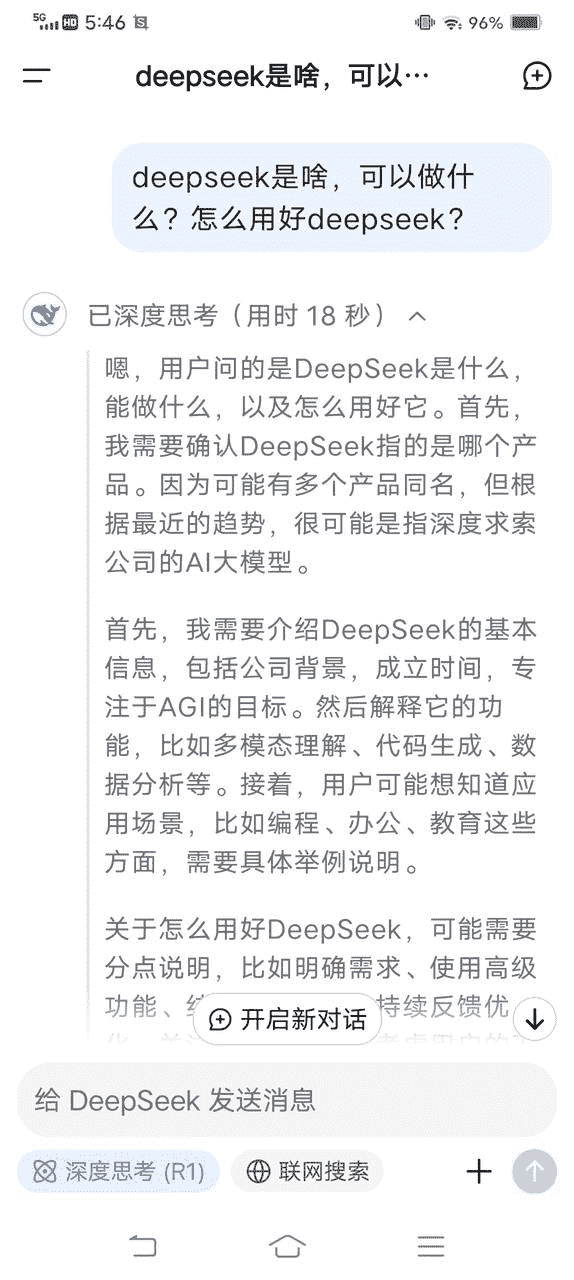 5G HD 5:46 96%
deepseek是啥，可以…
deepseek是啥，可以做什
么？怎么用好deepseek？
已深度思考（用时 18 秒）
嗯，用户问的是DeepSeek是什么，
能做什么，以及怎么用好它。首先，
我需要确认DeepSeek指的是哪个产
品。因为可能有多个产品同名，但根
据最近的趋势，很可能是指深度求索
公司的AI大模型。
首先，我需要介绍DeepSeek的基本
信息，包括公司背景，成立时间，专
注于AGI的目标。然后解释它的功
能，比如多模态理解、代码生成、数
据分析等。接着，用户可能想知道应
用场景，比如编程、办公、教育这些
方面，需要具体举例说明。
关于怎么用好DeepSeek，可能需要
分点说明，比如明确需求、使用高级
功能、 持续反馈优
开启新对话
给 DeepSeek 发送消息
深度思考 (R1) 联网搜索